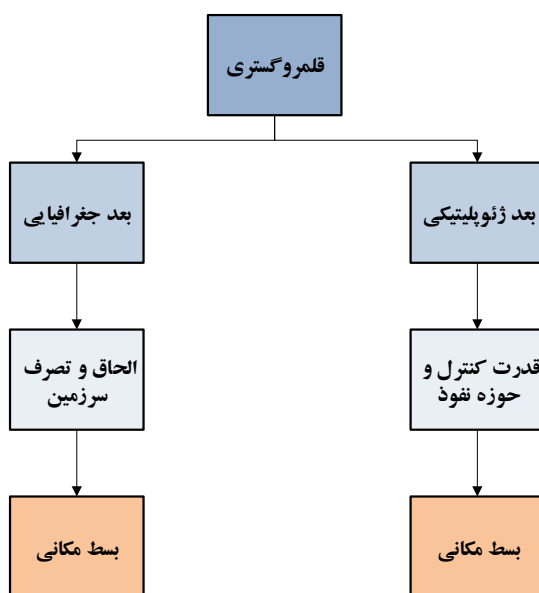 قلمروگستری
بعد ژئوپلیتیکی
بعد جغرافیایی
قدرت کنترل و
حوزه نفوذ
الحاق و تصرف
سرزمین
بسط مکانی
بسط مکانی